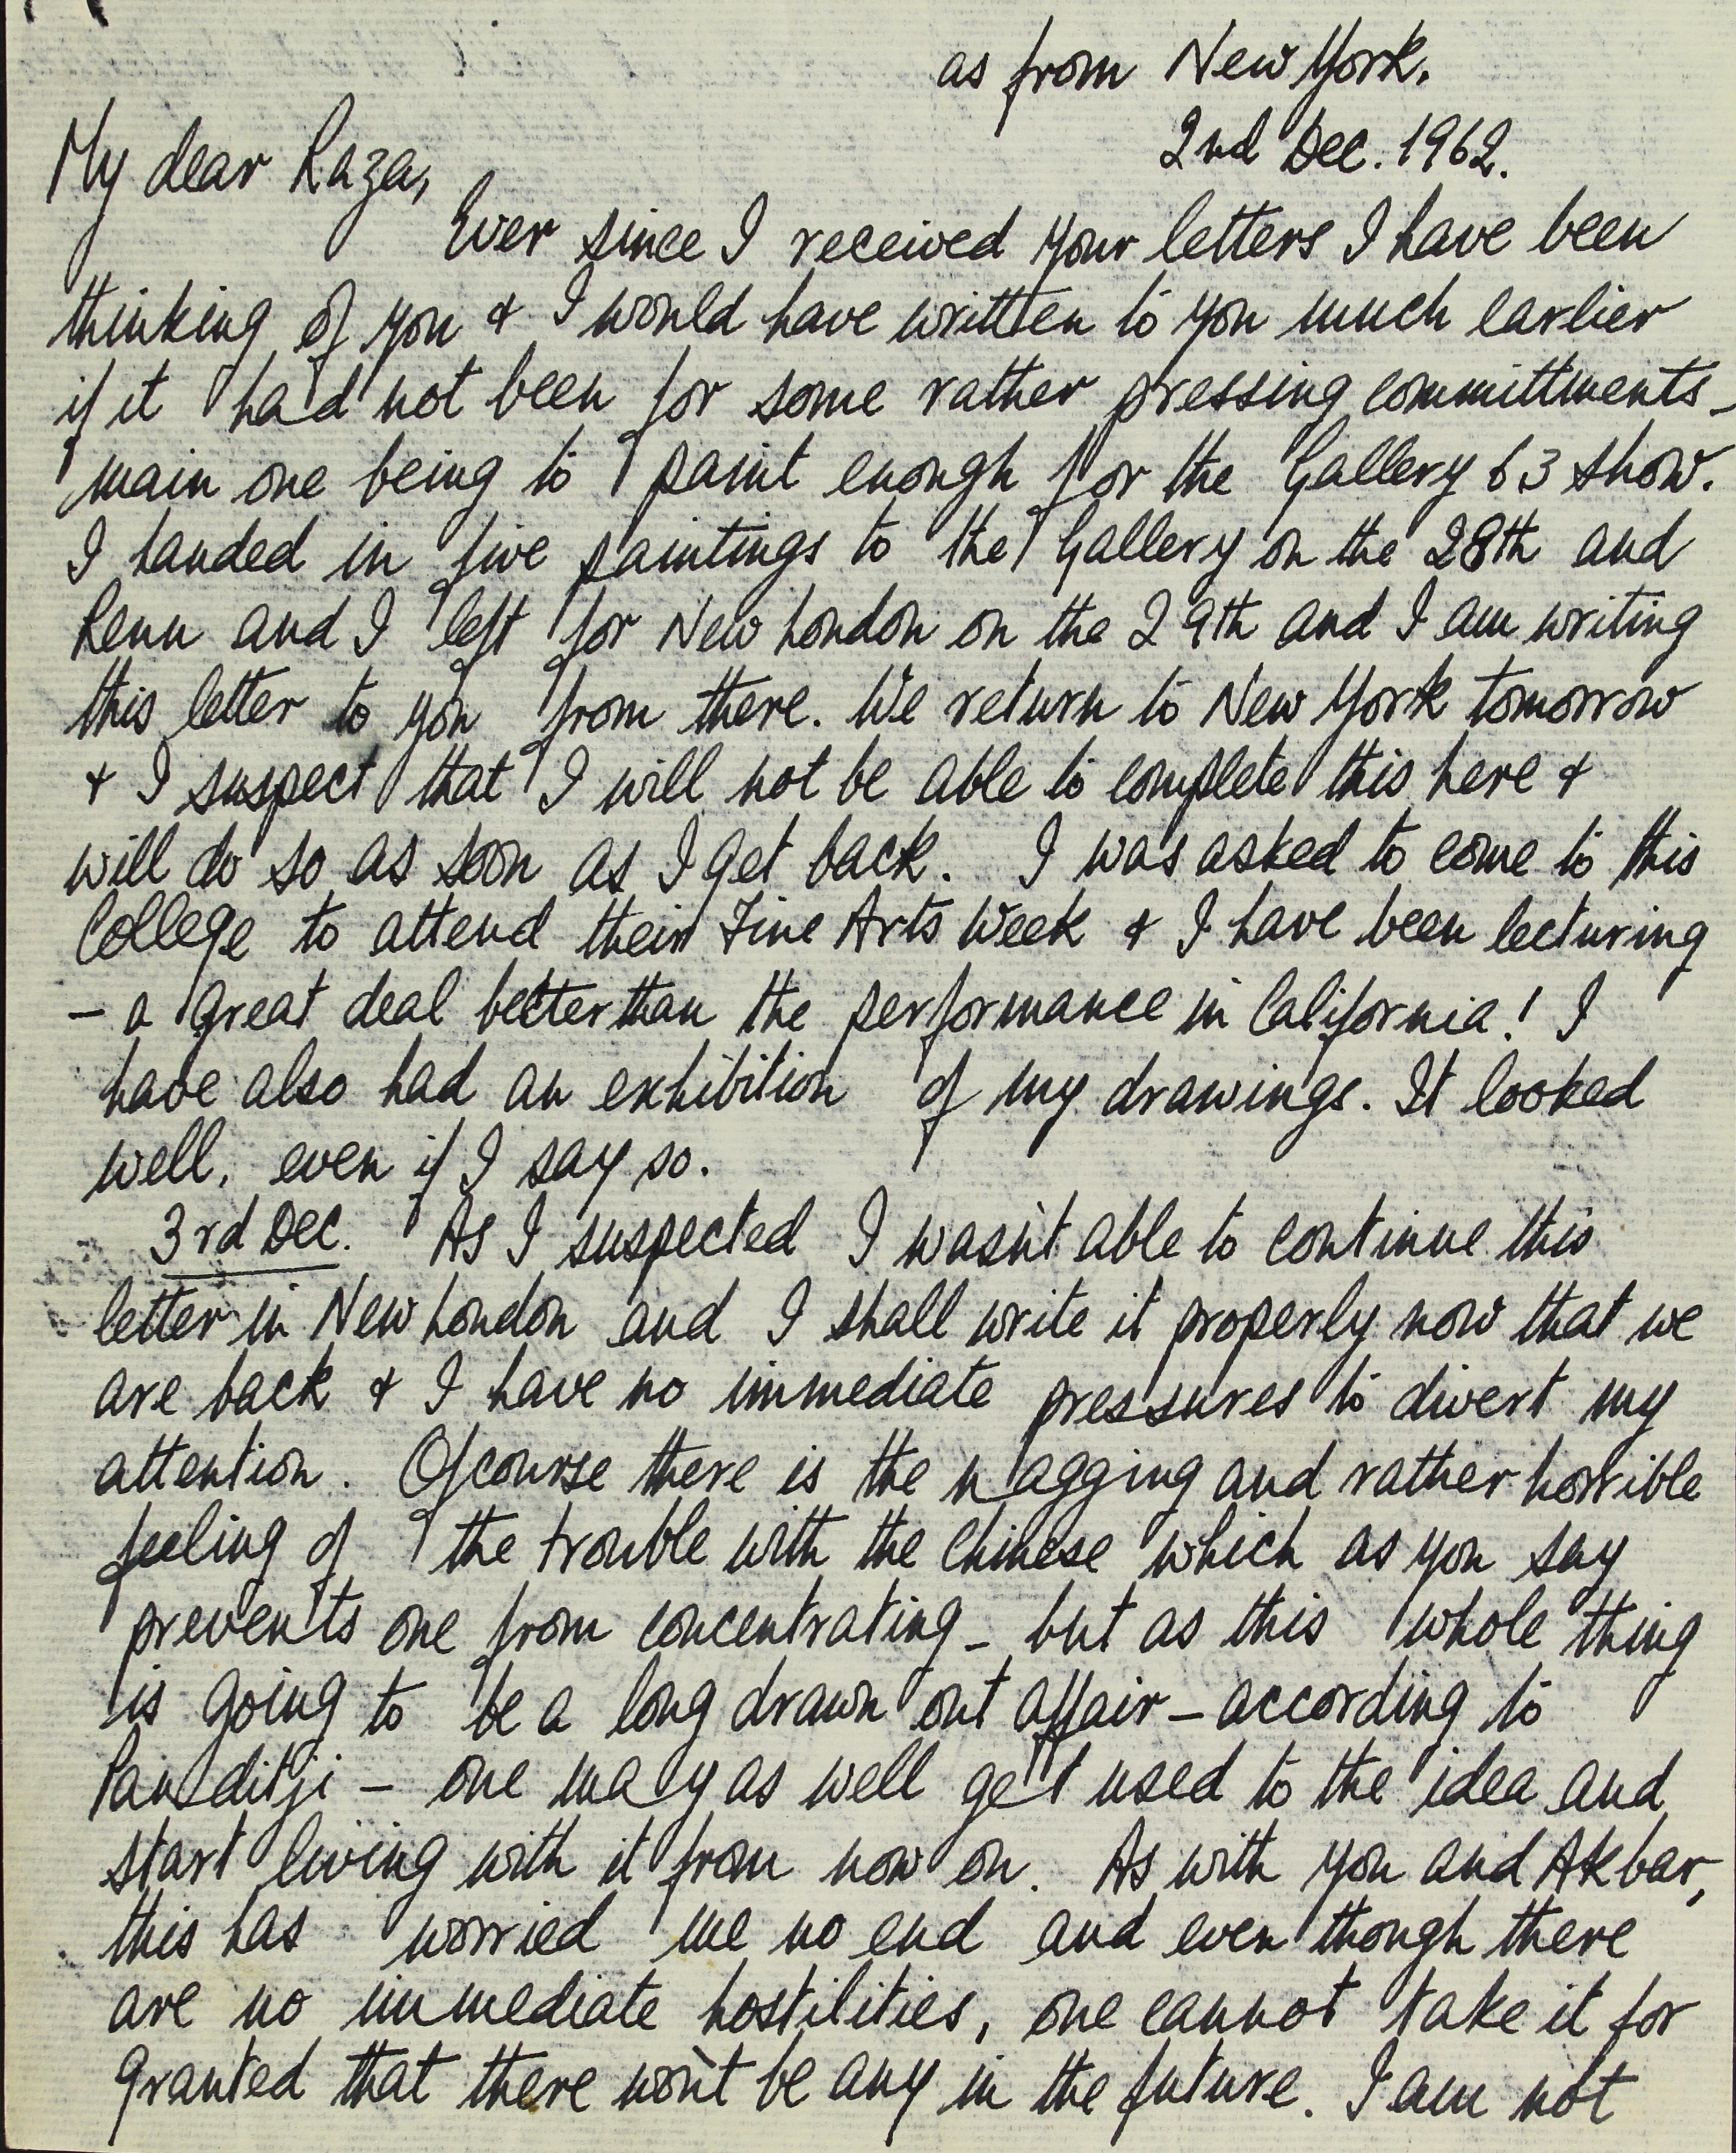 as from New York.
2nd Dec. 1962.
My dear Raza,
Ever since I received your letters I have been
thinking of you & I would have written to you much earlier
if it had not been for some rather pressing committments -
main one being to paint enough for the Gallery 63 show.
I handed in five paintings to the Gallery on the 28th and
Renu and I left for New London on the 29th and I am writing
this letter to you from there. We return to New York tomorrow
& I suspect that I will not be able to complete this here &
will do so as soon as I get back. I was asked to come to this
College to attend their Fine Arts Week & I have been lecturing
- a great deal better than the performance in California! I
have also had an exhibition of my drawings. It looked
well, even if I say so.
3rd Dec. As I suspected I wasn't able to continue this
letter in New London and I shall write it properly now that we
are back & I have no immediate pressures to divert my
attention. Ofcourse there is the nagging and rather horrible
feeling of the trouble with the Chinese which as you say
prevents one from concentrating - but as this whole thing
is going to be a long drawn out affair - according to
Panditji - one may as well get used to the idea and
start living with it from now on. As with you and Akbar,
this has worried me no end and even though there
are no immediate hostilities, one cannot take it for
granted that there won't be any in the future. I am not